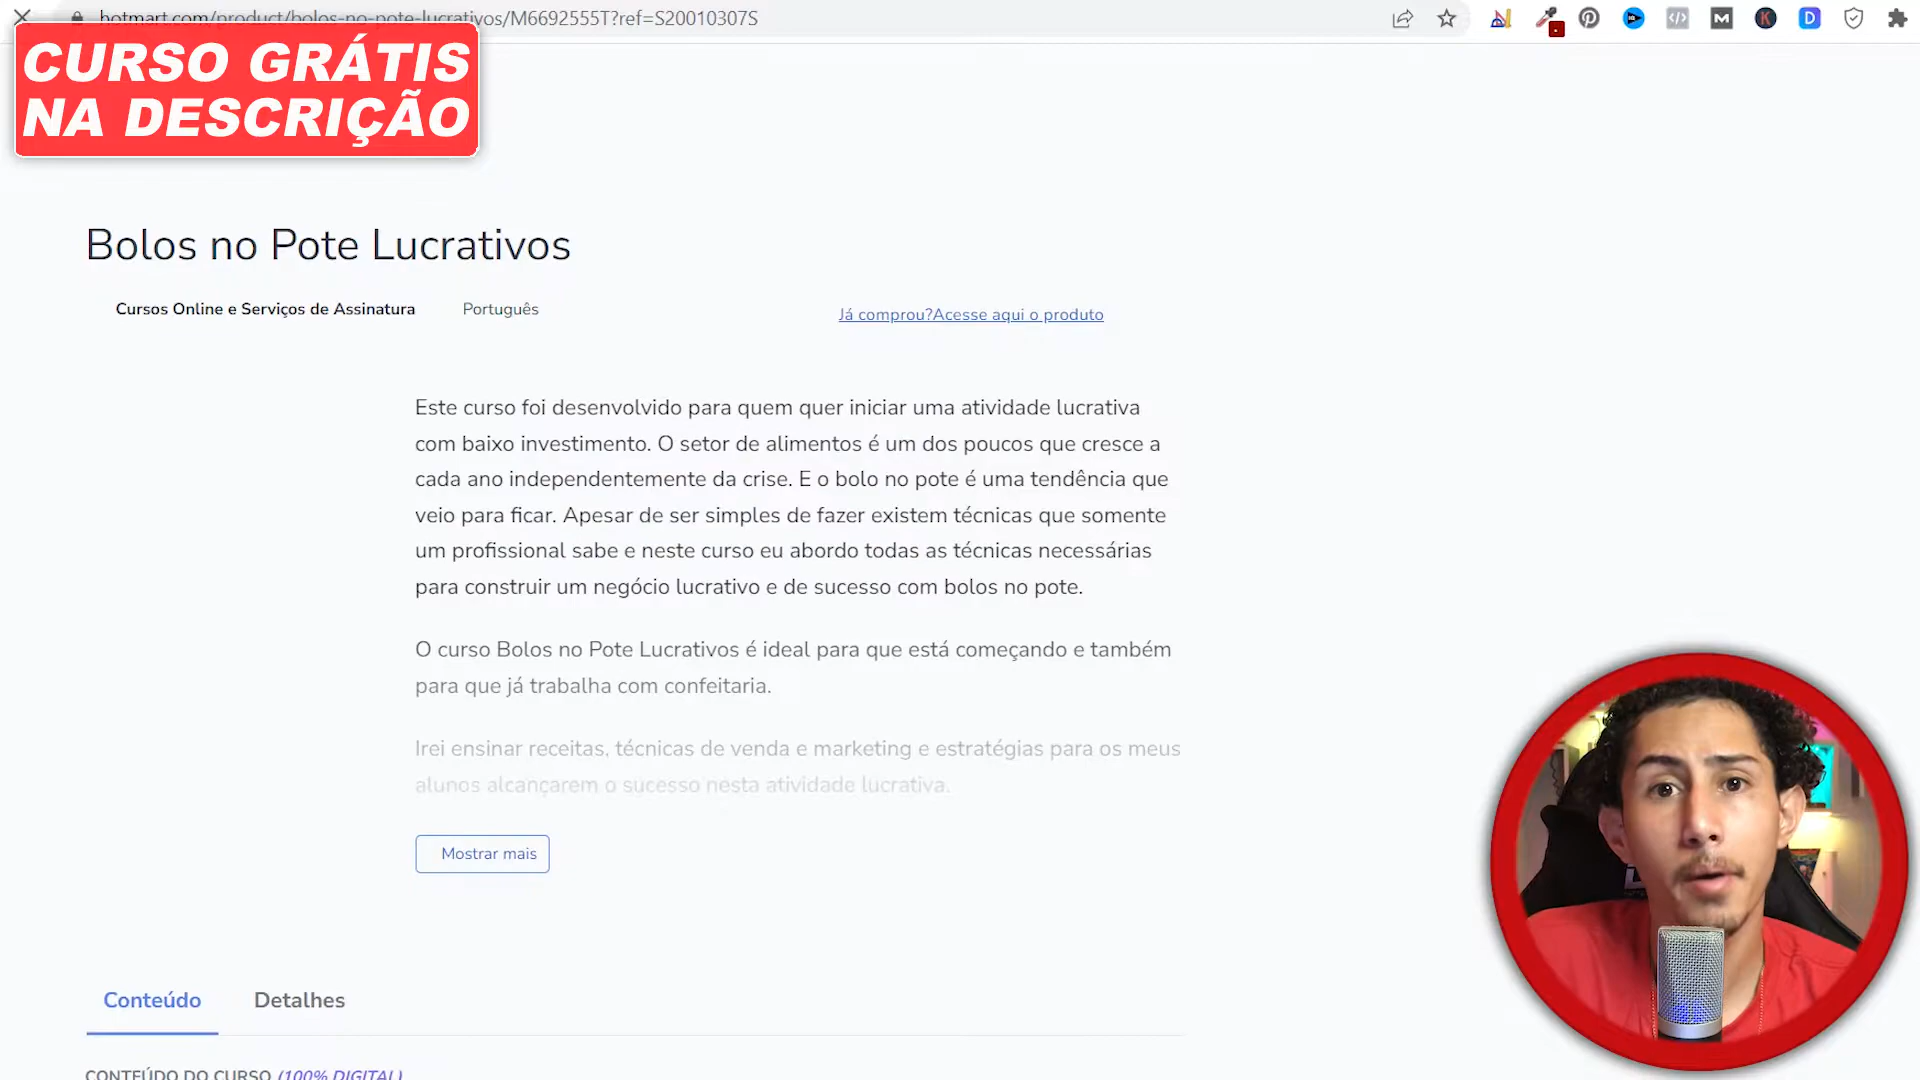 hotmart.com/product/bolos-no-pote-lucrativos/M6692555T?ref=S20010307S
CURSO GRÁTIS
NA DESCRIÇÃO
Bolos no Pote Lucrativos
Cursos Online e Serviços de Assinatura
Português
Já comprou?Acesse aqui o produto
Este curso foi desenvolvido para quem quer iniciar uma atividade lucrativa
com baixo investimento. O setor de alimentos é um dos poucos que cresce a
cada ano independentemente da crise. E o bolo no pote é uma tendência que
veio para ficar. Apesar de ser simples de fazer existem técnicas que somente
um profissional sabe e neste curso eu abordo todas as técnicas necessárias
para construir um negócio lucrativo e de sucesso com bolos no pote.
O curso Bolos no Pote Lucrativos é ideal para que está começando e também
para que já trabalha com confeitaria.
Irei ensinar receitas, técnicas de venda e marketing e estratégias para os meus
alunos alcançarem o sucesso nesta atividade lucrativa.
Mostrar mais
Conteúdo
Detalhes
CONTEÚDO DO CURSO (100% DIGITAL)